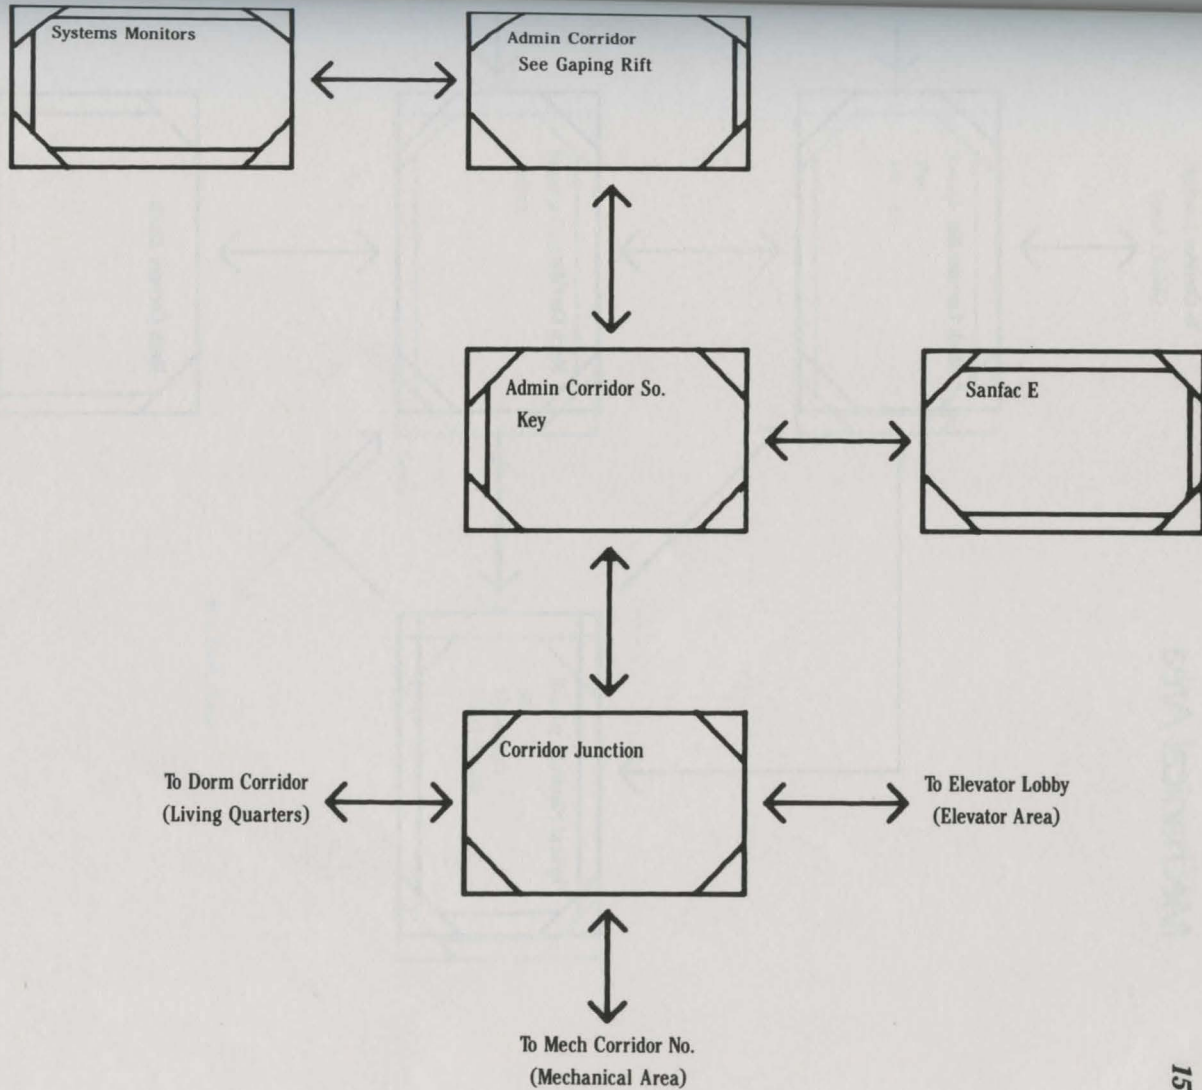 Systems Monitors
Admin Corridor
See Gaping Rift
Admin Corridor So.
Key
Sanfac E
Corridor Junction
To Dorm Corridor
(Living Quarters)
To Elevator Lobby
(Elevator Area)
To Mech Corridor No.
(Mechanical Area)
15